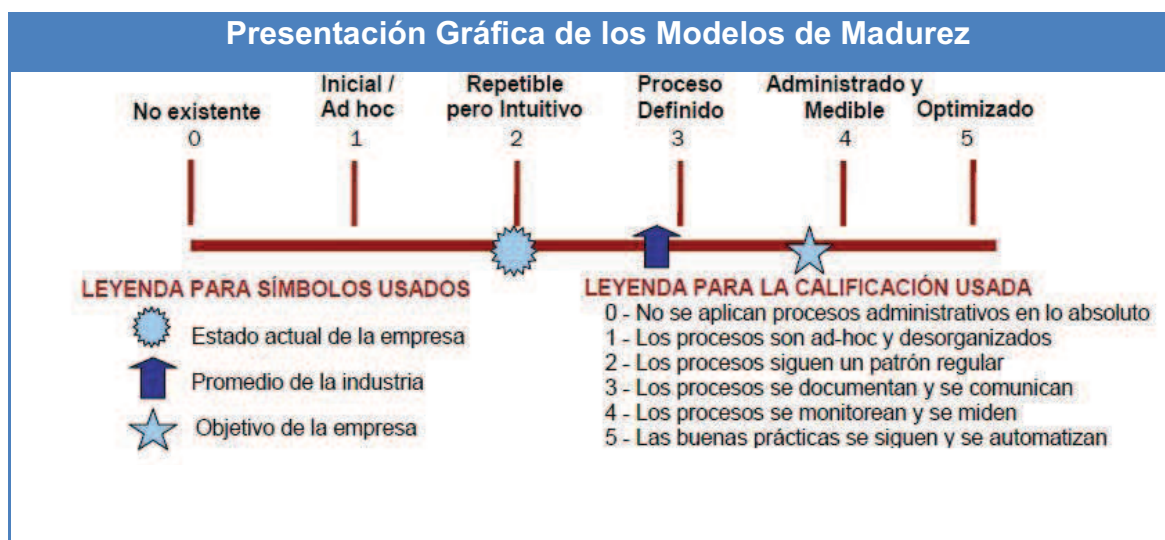 Presentación Gráfica de los Modelos de Madurez
No existente
0
Inicial /
Ad hoc
1
Repetible
pero Intuitivo
2
Proceso
Definido
3
Administrado y
Medible
4
Optimizado
5
LEYENDA PARA SÍMBOLOS USADOS
Estado actual de la empresa
Promedio de la industria
Objetivo de la empresa
LEYENDA PARA LA CALIFICACIÓN USADA
0 - No se aplican procesos administrativos en lo absoluto
1 - Los procesos son ad-hoc y desorganizados
2 - Los procesos siguen un patrón regular
3 - Los procesos se documentan y se comunican
4 - Los procesos se monitorean y se miden
5 - Las buenas prácticas se siguen y se automatizan